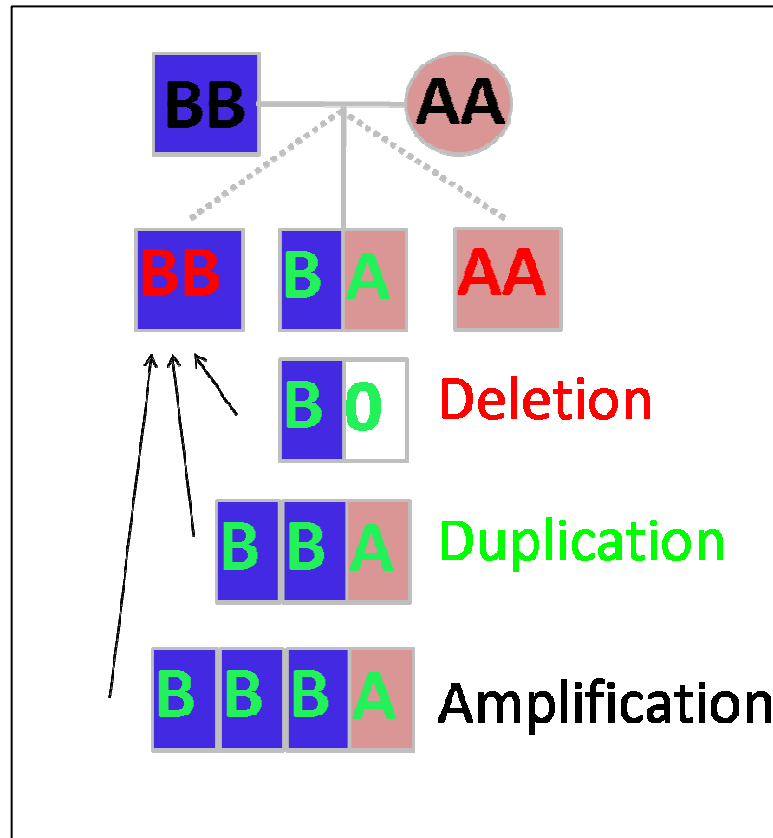 BB AA
BB B A AA
B 0 Deletion
B B A Duplication
B B B A Amplification